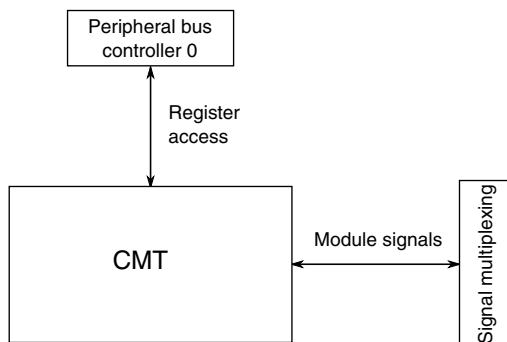 Peripheral bus
controller 0
Register
access
CMT
Module signals
Signal multiplexing